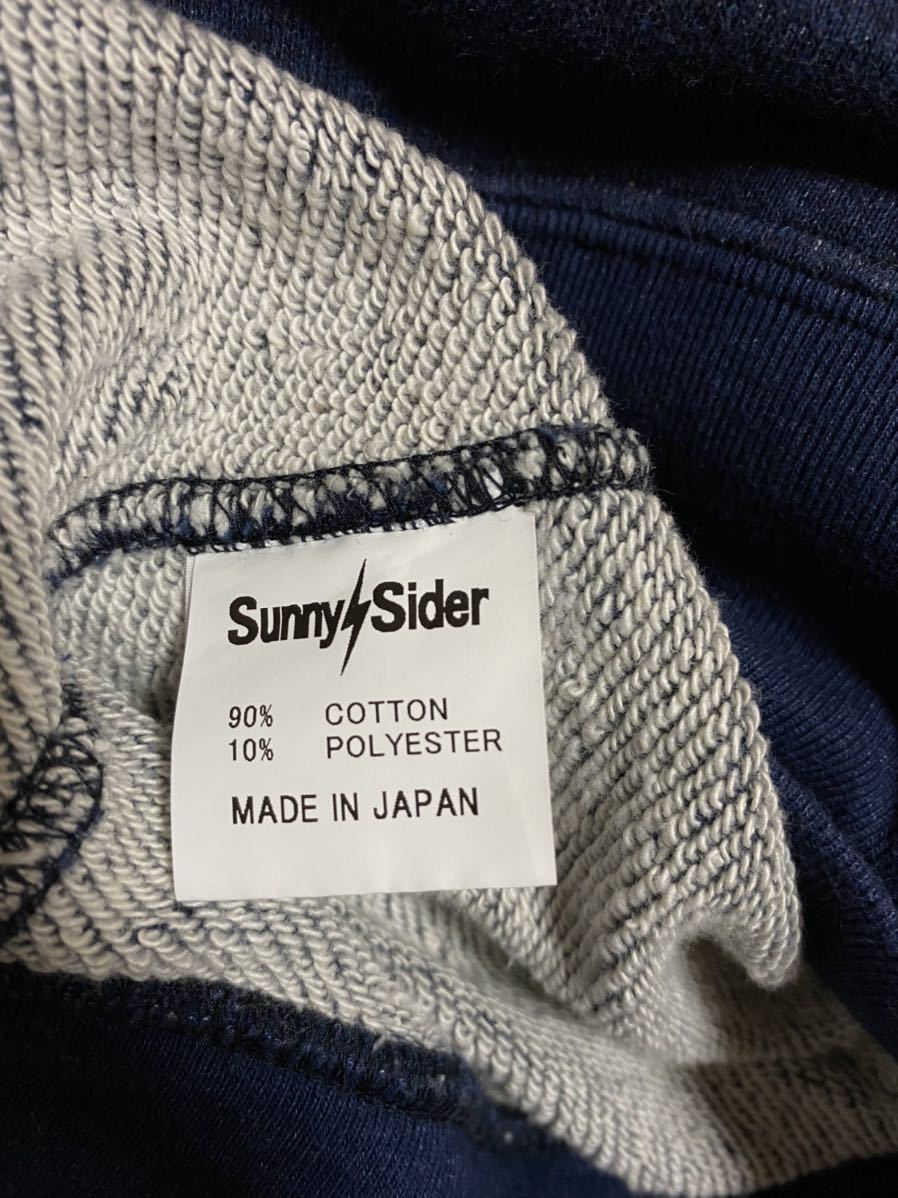 Sunny Sider
90% COTTON
10% POLYESTER
MADE IN JAPAN